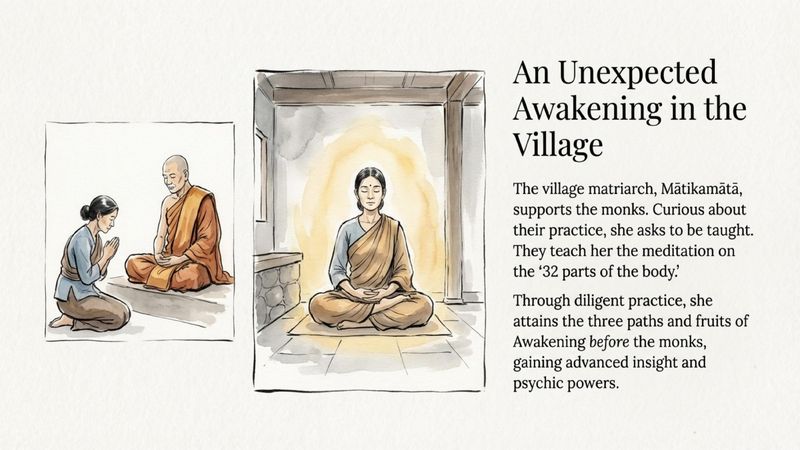 An Unexpected
Awakening in the
Village
The village matriarch, Mātikamātā,
supports the monks. Curious about
their practice, she asks to be taught.
They teach her the meditation on
the ‘32 parts of the body.’
Through diligent practice, she
attains the three paths and fruits of
Awakening before the monks,
gaining advanced insight and
psychic powers.